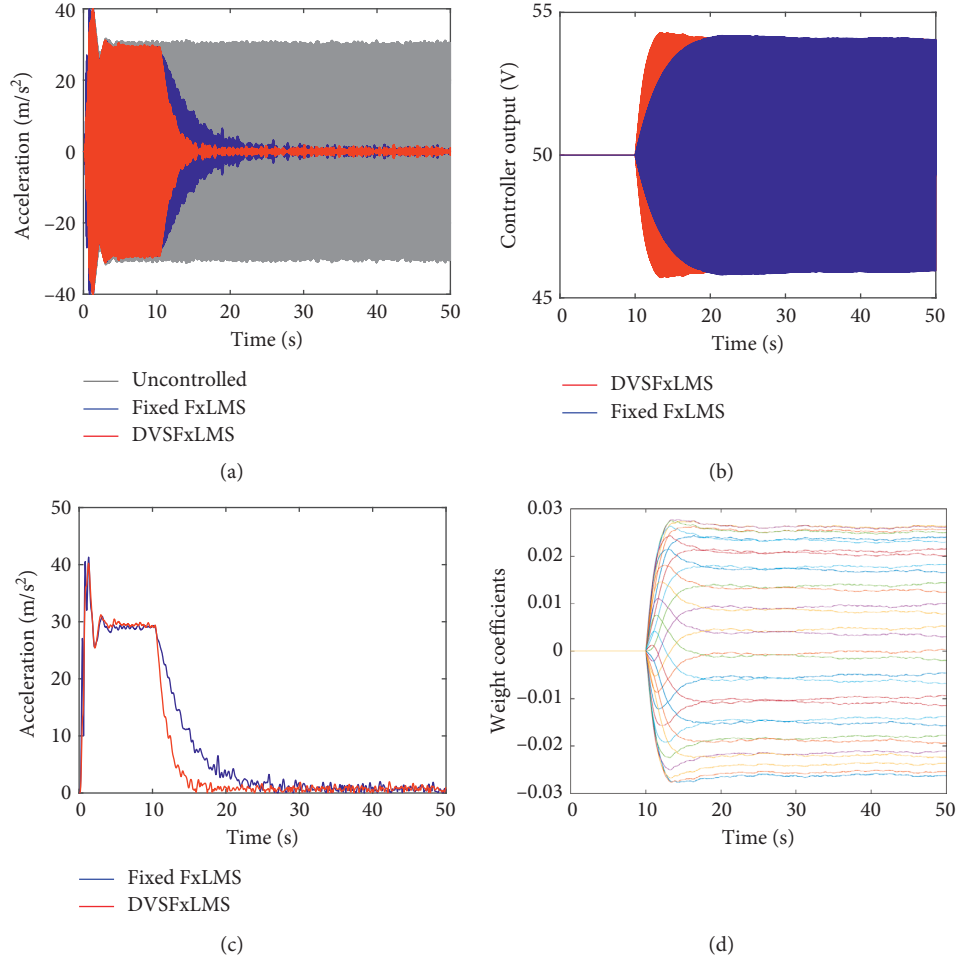 40
20
0
−20
−40
Acceleration (m/s²)
0 10 20 30 40 50
Time (s)
Uncontrolled
Fixed FxLMS
DVSFxLMS
(a)
55
50
45
Controller output (V)
0 10 20 30 40 50
Time (s)
DVSFxLMS
Fixed FxLMS
(b)
50
40
30
20
10
0
Acceleration (m/s²)
0 10 20 30 40 50
Time (s)
Fixed FxLMS
DVSFxLMS
(c)
0.03
0.02
0.01
0
−0.01
−0.02
−0.03
Weight coefficients
0 10 20 30 40 50
Time (s)
(d)